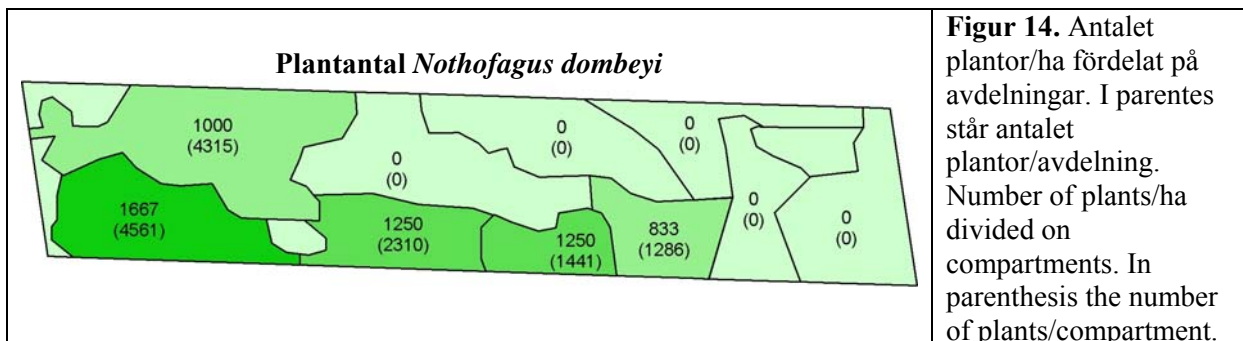 Plantantal Nothofagus dombeyi
1000
(4315)
0
(0)
0
(0)
0
(0)
1667
(4561)
1250
(2310)
1250
(1441)
833
(1286)
0
(0)
0
(0)
Figur 14. Antalet
plantor/ha fördelat på
avdelningar. I parentes
står antalet
plantor/avdelning.
Number of plants/ha
divided on
compartments. In
parenthesis the number
of plants/compartment.